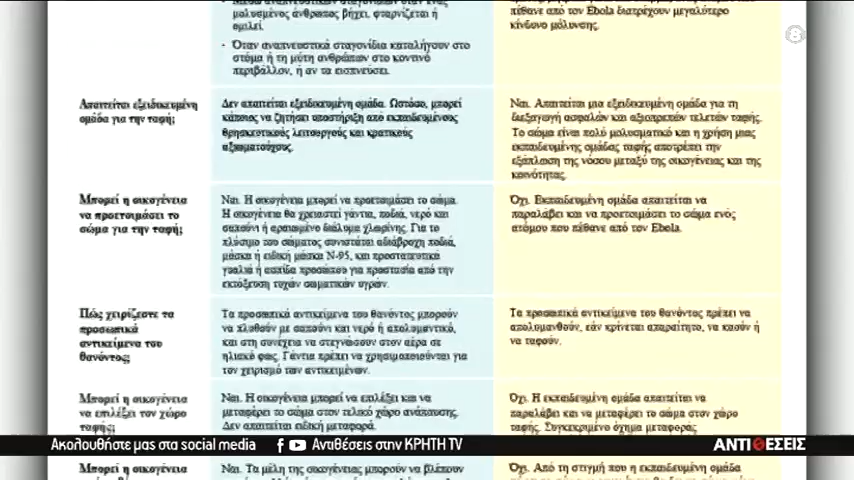 μολυσμένος άνθρωπος βήχει, φταρνίζεται ή
ομιλεί.
· Όταν αναπνευστικά σταγονίδια καταλήγουν στο
στόμα ή τη μύτη ανθρώπων στο κοντινό
περιβάλλον, ή αν τα εισπνεύσει.
πέθανε από τον Ebola διατρέχουν μεγαλύτερο
κίνδυνο μόλυνσης.
Απαιτείται εξειδικευμένη
ομάδα για την ταφή;
Δεν απαιτείται εξειδικευμένη ομάδα. Ωστόσο, μπορεί
κάποιος να ζητήσει υποστήριξη από εκπαιδευμένους
θρησκευτικούς λειτουργούς και κρατικούς
αξιωματούχους.
Ναι. Απαιτείται μια εξειδικευμένη ομάδα για τη
διεξαγωγή ασφαλών και αξιοπρεπών τελετών ταφής.
Το σώμα είναι πολύ μολυσματικό και η χρήση μιας
εκπαιδευμένης ομάδας ταφής αποτρέπει την
εξάπλωση της νόσου μεταξύ της οικογένειας και της
κοινότητας.
Μπορεί η οικογένεια
να προετοιμάσει το
σώμα για την ταφή;
Ναι. Η οικογένεια μπορεί να προετοιμάσει το σώμα.
Η οικογένεια θα χρειαστεί γάντια, ποδιά, νερό και
σαπούνι ή αραιωμένο διάλυμα χλωρίνης. Για το
πλύσιμο του σώματος συνιστάται αδιάβροχη ποδιά,
μάσκα ή ειδική μάσκα N-95, και προστατευτικά
γυαλιά ή ασπίδα προσώπου για προστασία από την
εκτόξευση τυχών σωματικών υγρών.
Όχι. Εκπαιδευμένη ομάδα απαιτείται να
παραλάβει και να προετοιμάσει το σώμα ενός
ατόμου που πέθανε από τον Ebola.
Πώς χειρίζεστε τα
προσωπικά
αντικείμενα του
θανόντος;
Τα προσωπικά αντικείμενα του θανόντος μπορούν
να πλυθούν με σαπούνι και νερό ή απολυμαντικό,
και στη συνέχεια να στεγνώσουν στον αέρα σε
ηλιακό φως. Γάντια πρέπει να χρησιμοποιούνται για
τον χειρισμό των αντικειμένων.
Τα προσωπικά αντικείμενα του θανόντος πρέπει να
απολυμανθούν, εάν κρίνεται απαραίτητο, να καούν ή
να ταφούν.
Μπορεί η οικογένεια
να επιλέξει τον χώρο
ταφής;
Ναι. Η οικογένεια μπορεί να επιλέξει και να
μεταφέρει το σώμα στον τελικό χώρο ανάπαυσης.
Δεν απαιτείται ειδική μεταφορά.
Όχι. Η εκπαιδευμένη ομάδα απαιτείται να
παραλάβει και να μεταφέρει το σώμα στον χώρο
ταφής. Συγκεκριμένο όχημα μεταφοράς
Ακολουθήστε μας στα social media f Αντιθέσεις στην ΚΡΗΤΗ TV
ΑΝΤΙΘΕΣΕΙΣ
Μπορεί η οικογένεια
Ναι. Τα μέλη της οικογένειας μπορούν να βλέπουν
Όχι. Από τη στιγμή που η εκπαιδευμένη ομάδα